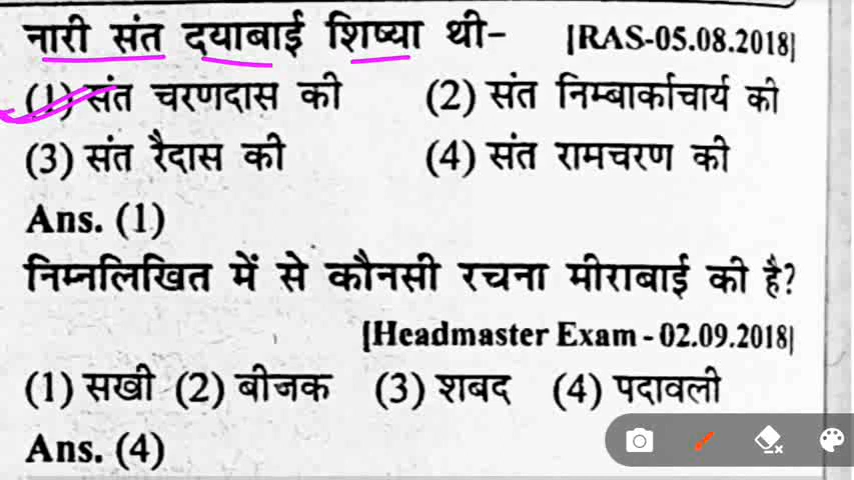 नारी संत दयाबाई शिष्या थी– [RAS-05.08.2018]
(1) संत चरणदास की (2) संत निम्बार्काचार्य की
(3) संत रैदास की (4) संत रामचरण की
Ans. (1)
निम्नलिखित में से कौनसी रचना मीराबाई की है?
[Headmaster Exam - 02.09.2018]
(1) सखी (2) बीजक (3) शबद (4) पदावली
Ans. (4)